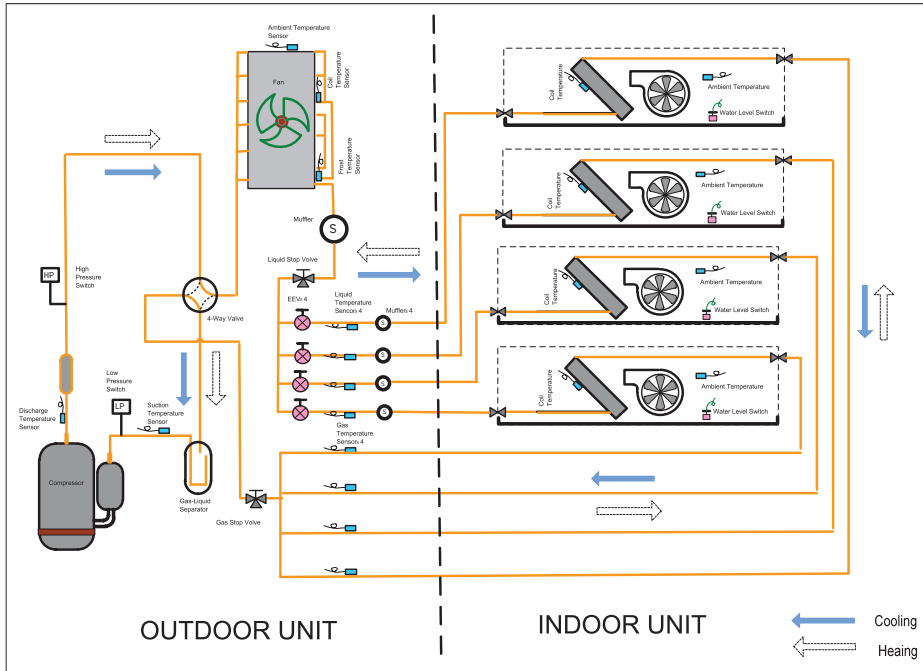 Ambient Temperature
Sensor
Fan
Coil
Temperature
Sensor
Frost
Temperature
Sensor
Muffler
S
Liquid Stop Volve
HP
High
Pressure
Switch
4-Way Valve
EEV× 4
Liquid
Temperature
Sencor× 4
Muffler× 4
S
S
S
S
Low
Pressure
Switch
LP
Suction
Temperature
Sensor
Discharge
Temperature
Sensor
Gas
Temperature
Sensor× 4
Compressor
Gas-Liquid
Separator
Gas Stop Volve
Coil
Temperature
Ambient Temperature
Water Level Switch
Coil
Temperature
Ambient Temperature
Water Level Switch
Coil
Temperature
Ambient Temperature
Water Level Switch
Coil
Temperature
Ambient Temperature
Water Level Switch
OUTDOOR UNIT
INDOOR UNIT
Cooling
Heaing